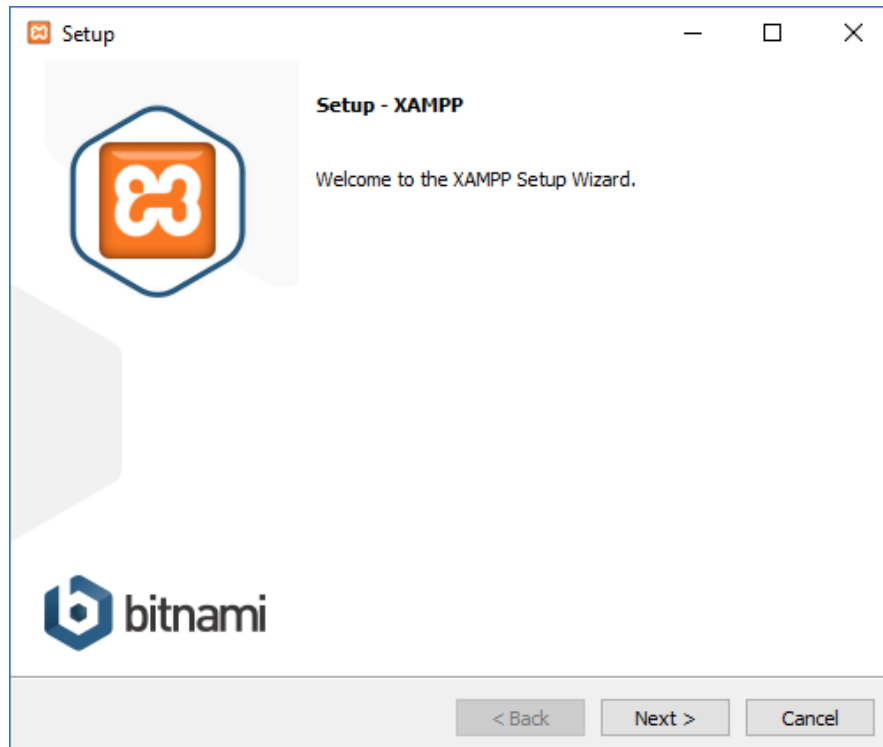 Setup
Setup - XAMPP
Welcome to the XAMPP Setup Wizard.
bitnami
< Back
Next >
Cancel